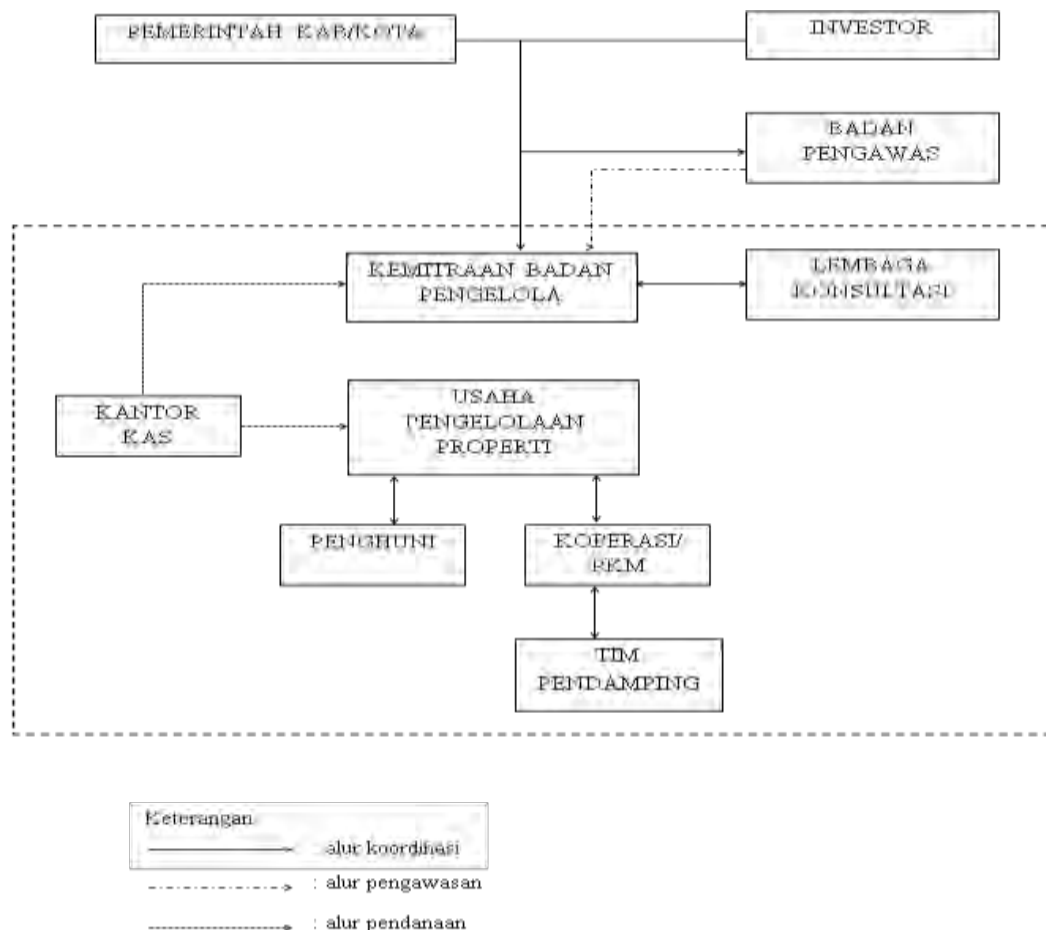 PEMERINTAH KAB/KOTA
INVESTOR
BADAN
PENGAWAS
KEMITRAAN BADAN
PENGELOLA
LEMBAGA
KONSULTASI
KANTOR
KAS
USAHA
PENGELOLAAN
PROPERTI
PENGHUNI
KOPERASI/
PKM
TIM
PENDAMPING
Keterangan
alur koordinasi
: alur pengawasan
: alur pendanaan